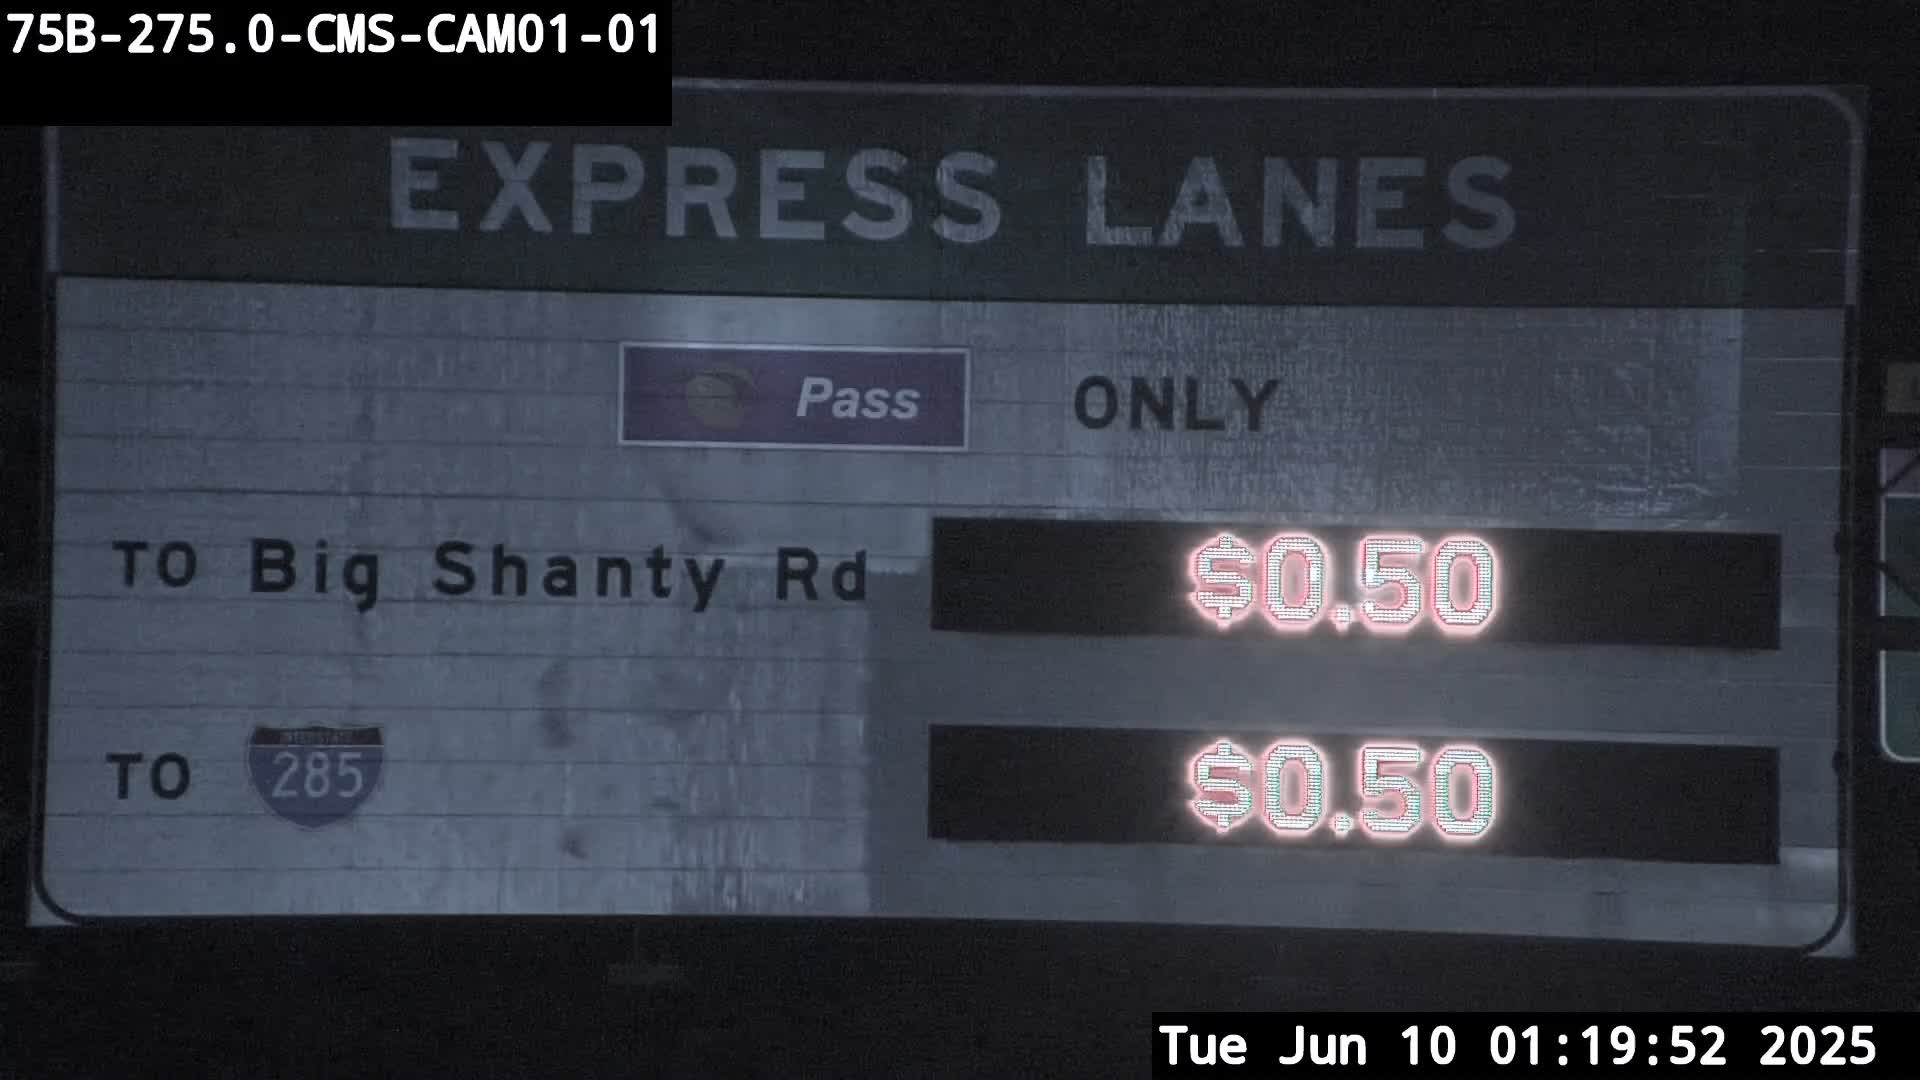 75B-275.0-CMS-CAM01-01
EXPRESS LANES
Pass ONLY
TO Big Shanty Rd $0.50
INTERSTATE
TO 285 $0.50
Tue Jun 10 01:19:52 2025